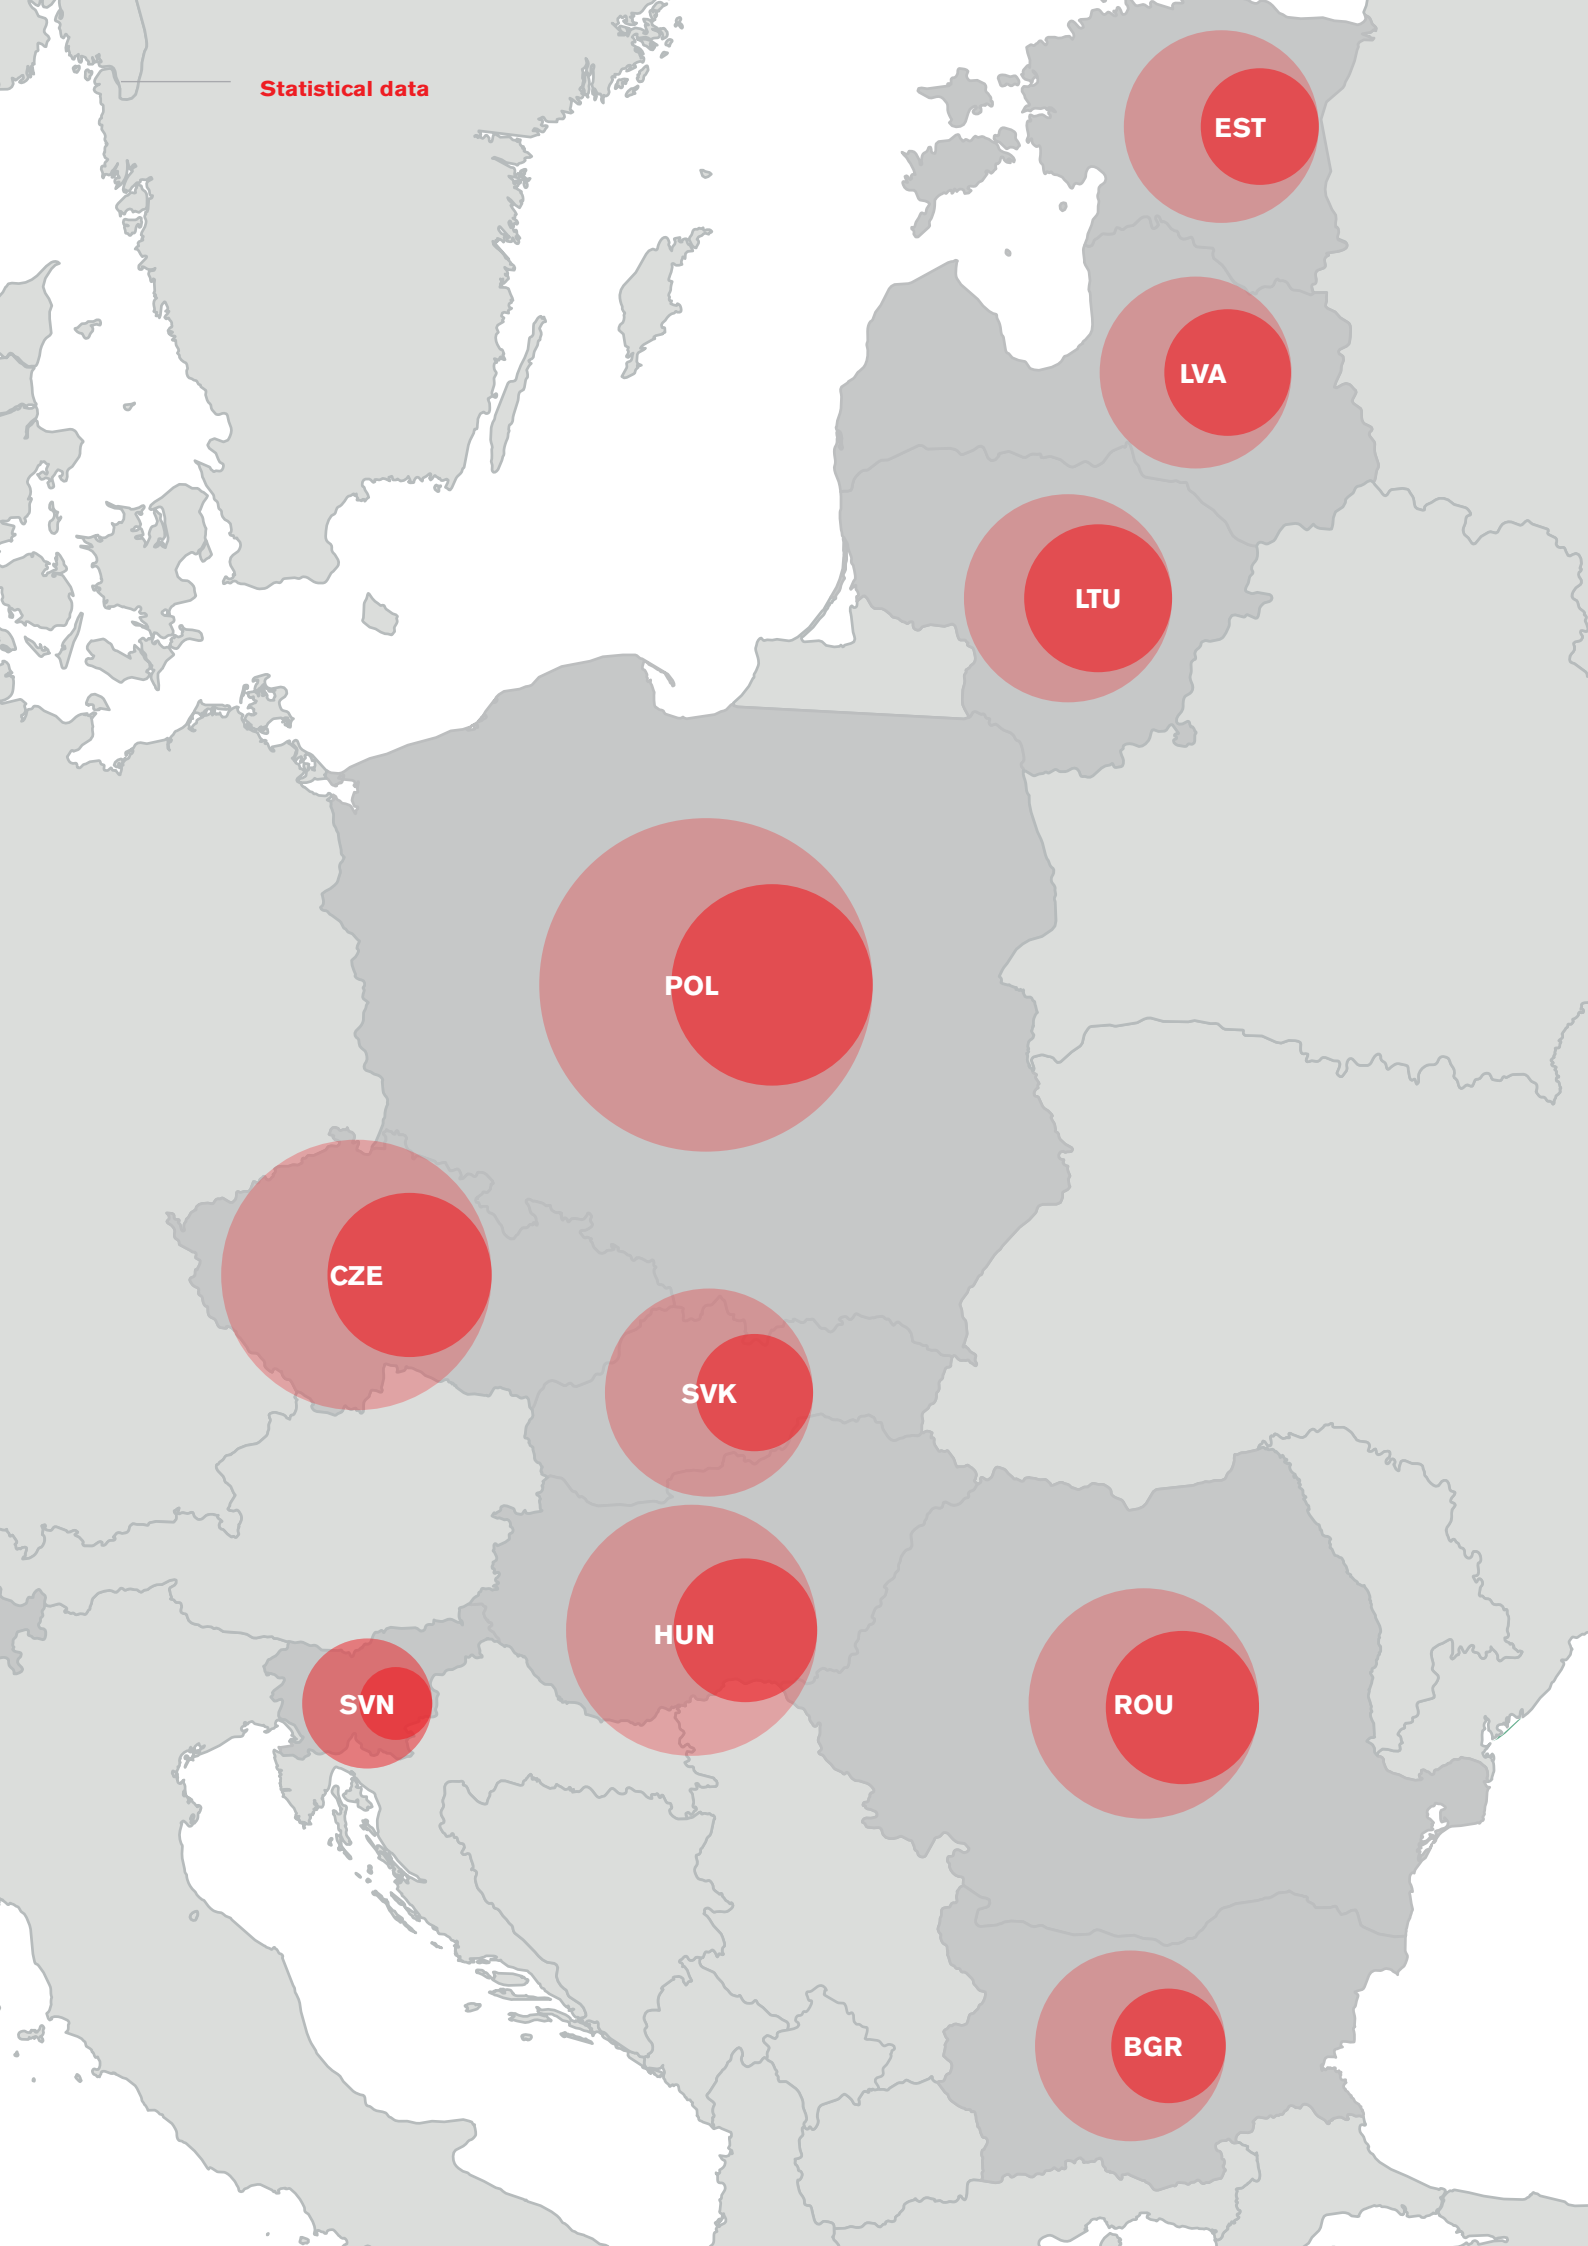 Statistical data
EST
LVA
LTU
POL
CZE
SVK
HUN
SVN
ROU
BGR